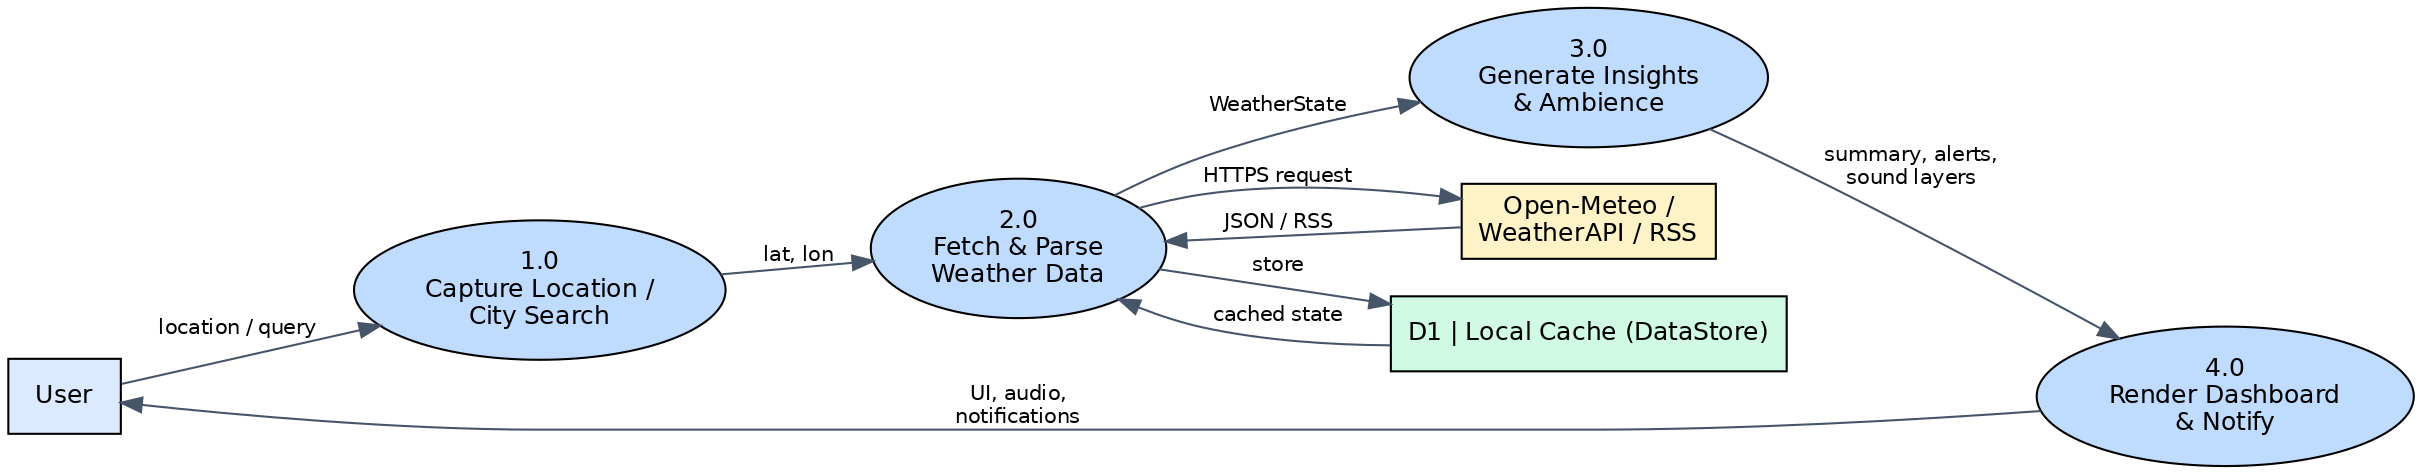 User
location / query
1.0
Capture Location /
City Search
lat, lon
2.0
Fetch & Parse
Weather Data
WeatherState
HTTPS request
JSON / RSS
store
cached state
3.0
Generate Insights
& Ambience
Open-Meteo /
WeatherAPI / RSS
D1 | Local Cache (DataStore)
summary, alerts,
sound layers
4.0
Render Dashboard
& Notify
UI, audio,
notifications